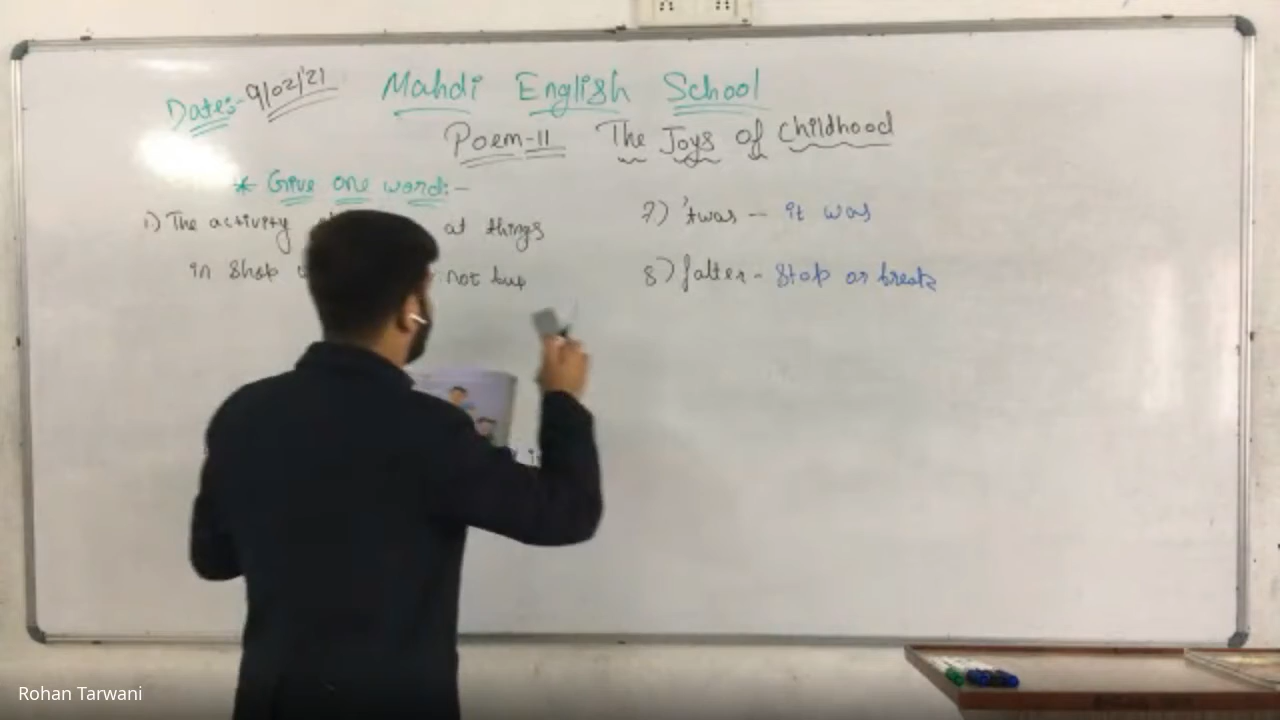 Date:- 9/02/'21 Mahdi English School
Poem-11 The Joys of Childhood
* Give one word:-
1) The activity at things
in Shop not buy
7) 'twas - it was
8) falter - Stop or break
Rohan Tarwani